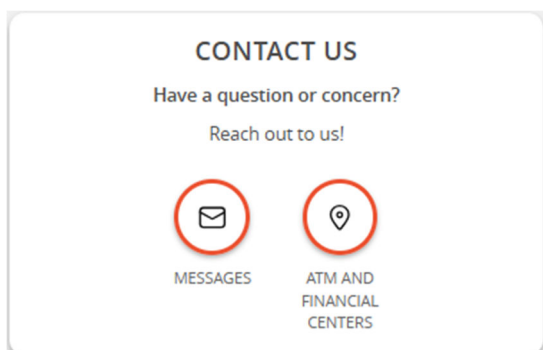 CONTACT US
Have a question or concern?
Reach out to us!
MESSAGES
ATM AND
FINANCIAL
CENTERS